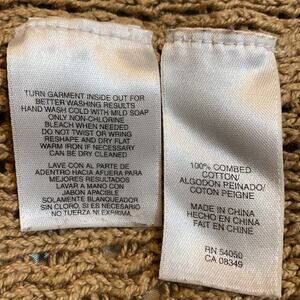 TURN GARMENT INSIDE OUT FOR
BETTER WASHING RESULTS
HAND WASH COLD WITH MILD SOAP
ONLY NON-CHLORINE
BLEACH WHEN NEEDED
DO NOT TWIST OR WRING
RESHAPE AND DRY FLAT
WARM IRON IF NECESSARY
CAN BE DRY CLEANED
LAVE CON AL PARTE DE
ADENTRO HACIA AFUERA PARA
MEJORES RESULTADOS
LAVAR A MANO CON
JABON APACIBLE
SOLAMENTE BLANQUEADOR
SIN CLORO, SI ES NECESARIO
NO TUERZA NI EXPRIMA
100% COMBED
COTTON/
ALGODON PEINADO/
COTON PEIGNE
MADE IN CHINA
HECHO EN CHINA
FAIT EN CHINE
RN 54050
CA 08349